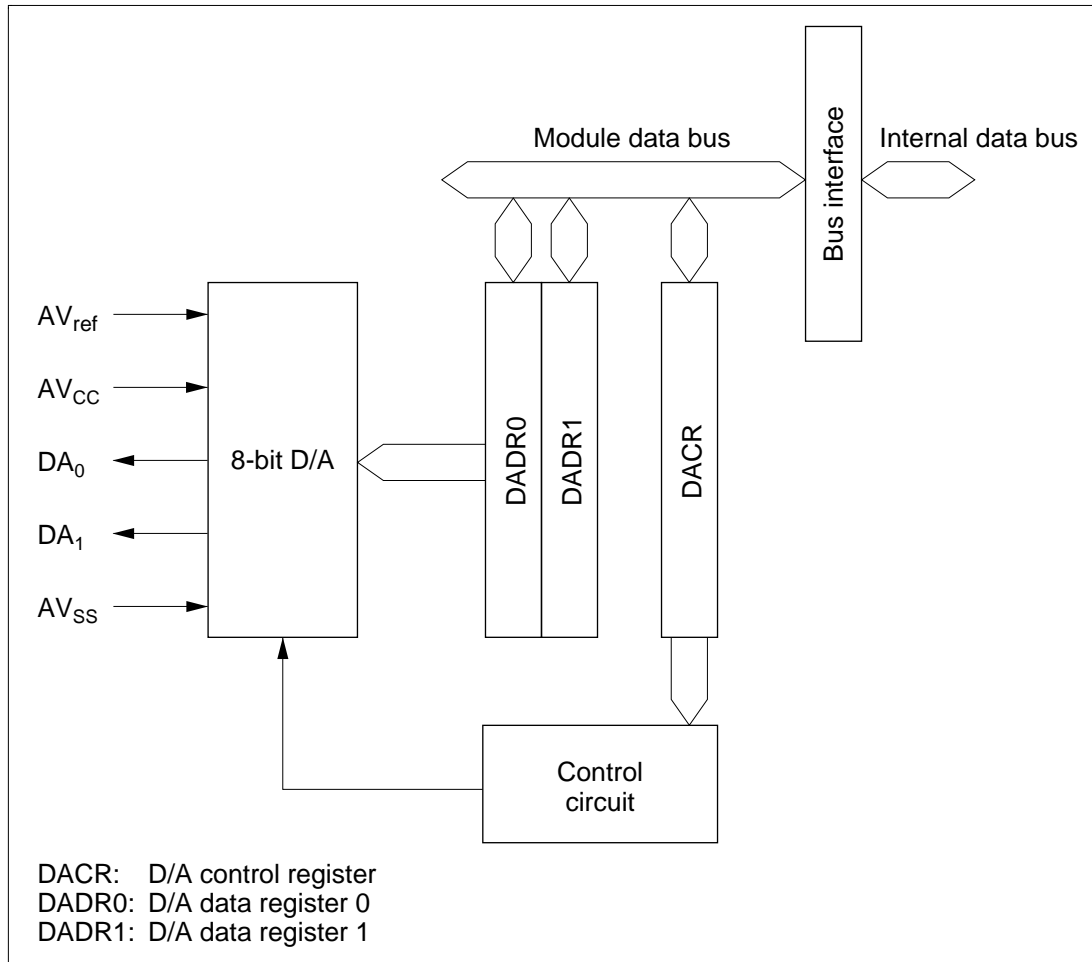 Module data bus
Internal data bus
Bus interface
AVref
AVCC
DA0
DA1
AVSS
8-bit D/A
DADR0
DADR1
DACR
Control
circuit
DACR: D/A control register
DADR0: D/A data register 0
DADR1: D/A data register 1